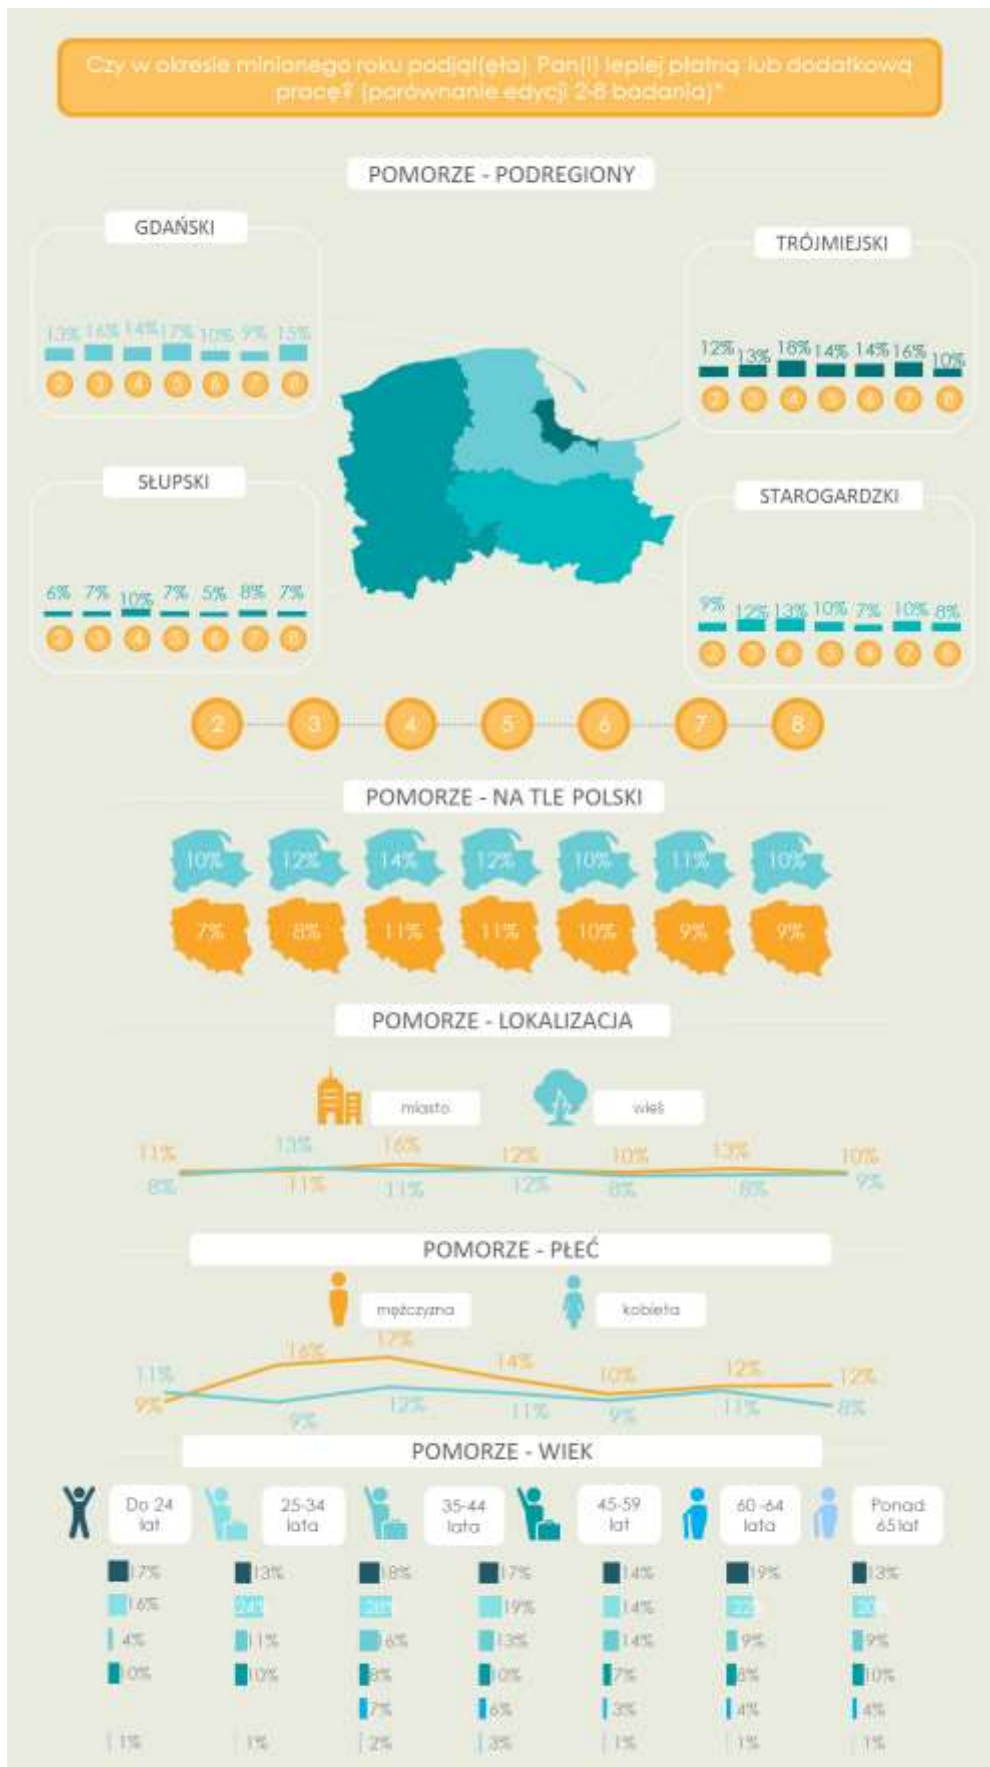 Czy w okresie minionego roku podjął(ęła) Pan(i) lepiej płatną lub dodatkową
pracę? (porównanie edycji 2-8 badania)*
POMORZE - PODREGIONY
GDAŃSKI
13% 16% 14% 17% 10% 9% 15%
2 3 4 5 6 7 8
TRÓJMIEJSKI
12% 13% 18% 14% 14% 16% 10%
2 3 4 5 6 7 8
SŁUPSKI
6% 7% 10% 7% 5% 8% 7%
2 3 4 5 6 7 8
STAROGARDZKI
9% 12% 13% 10% 7% 10% 8%
2 3 4 5 6 7 8
2 3 4 5 6 7 8
POMORZE - NA TLE POLSKI
10% 12% 14% 12% 10% 11% 10%
7% 8% 11% 11% 10% 9% 9%
POMORZE - LOKALIZACJA
miasto wieś
11% 13% 16% 12% 10% 13% 10%
8% 11% 11% 12% 8% 8% 9%
POMORZE - PŁEĆ
mężczyzna kobieta
11% 16% 17% 14% 10% 12% 12%
9% 9% 12% 11% 9% 11% 8%
POMORZE - WIEK
Do 24 lat
25-34 lata
35-44 lata
45-59 lat
60 -64 lata
Ponad 65 lat
17% 13% 18% 17% 14% 19% 13%
16% 24% 19% 14% 22% 20%
4% 11% 13% 14% 9% 9%
10% 10% 8% 10% 7% 8% 10%
7% 6% 3% 4% 4%
1% 1% 2% 3% 1% 1% 1%